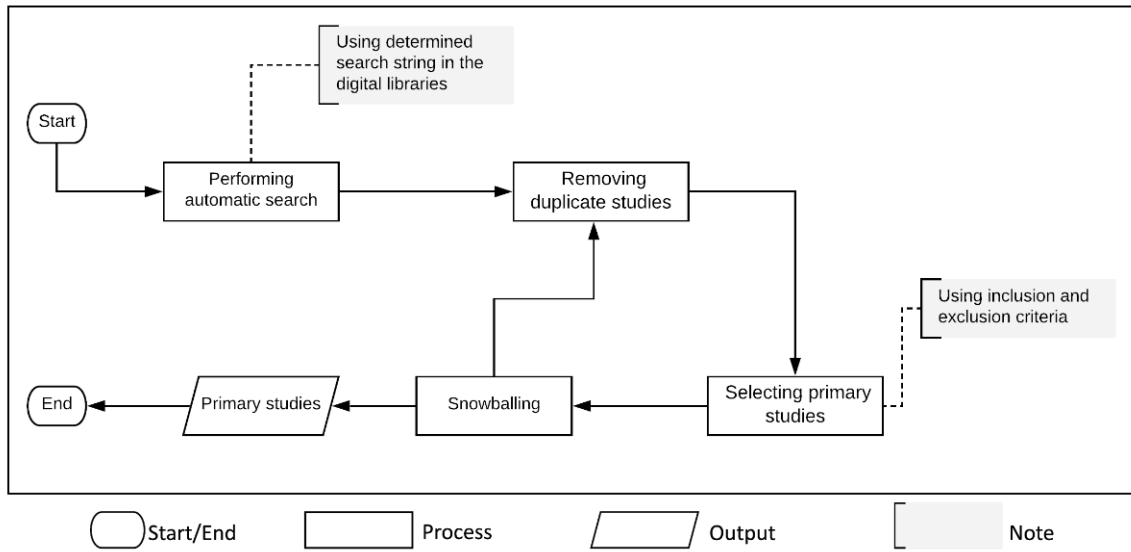 Using determined
search string in the
digital libraries
Start
Performing
automatic search
Removing
duplicate studies
Using inclusion and
exclusion criteria
End
Primary studies
Snowballing
Selecting primary
studies
Start/End
Process
Output
Note